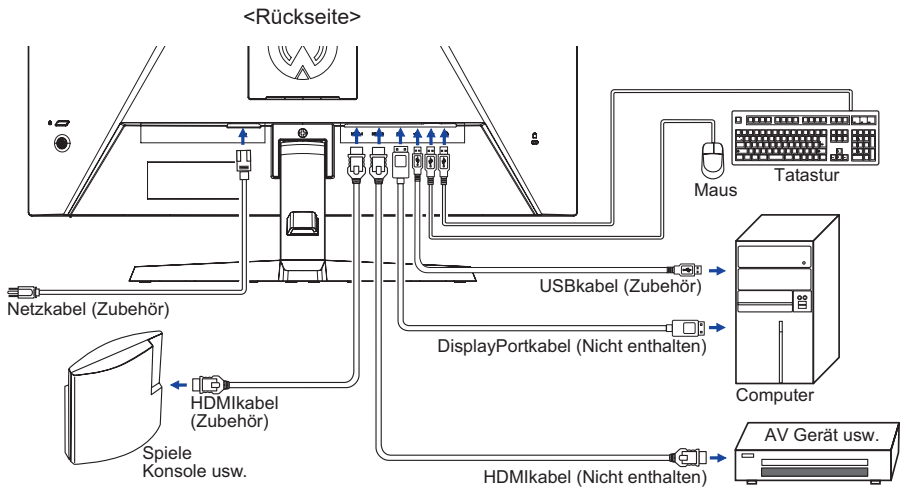 <Rückseite>
Maus
Tatastur
USBkabel (Zubehör)
Netzkabel (Zubehör)
DisplayPortkabel (Nicht enthalten)
Computer
HDMIkabel
(Zubehör)
Spiele
Konsole usw.
AV Gerät usw.
HDMIkabel (Nicht enthalten)